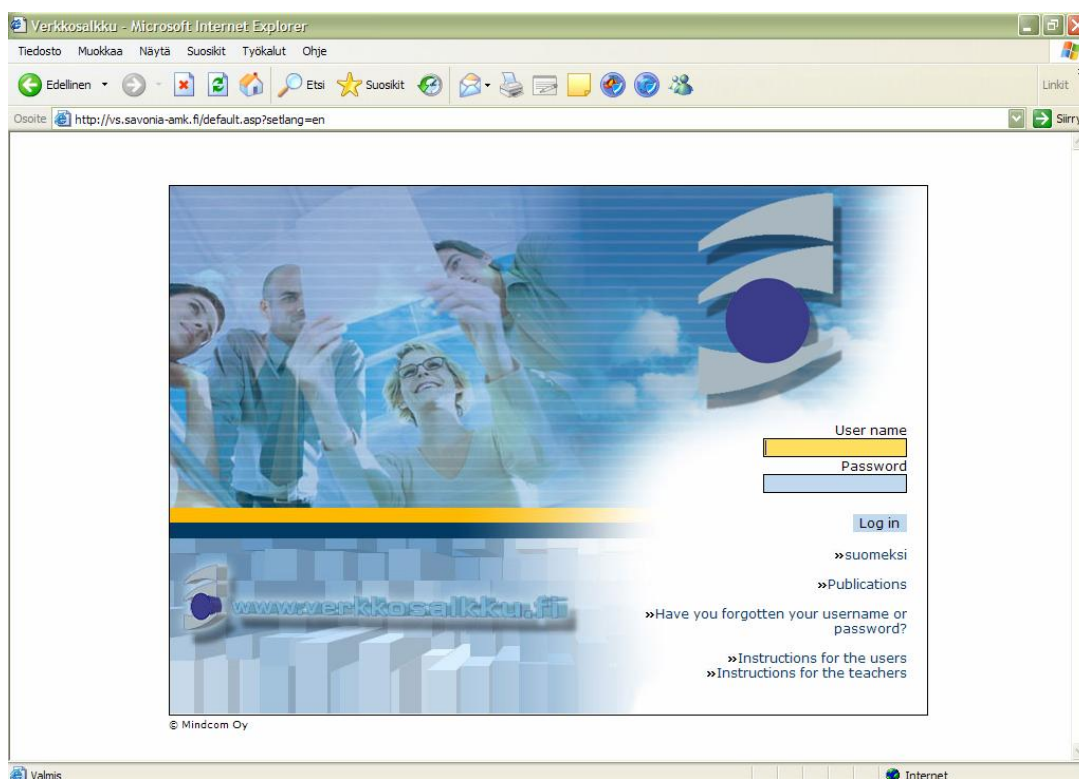 Verkkosalkku - Microsoft Internet Explorer
Tiedosto Muokkaa Näytä Suosikit Työkalut Ohje
Edellinen Etsi Suosikit Linkit
Osoite http://vs.savonia-amk.fi/default.asp?setlang=en Siirry
User name
Password
Log in
»suomeksi
»Publications
»Have you forgotten your username or
password?
»Instructions for the users
»Instructions for the teachers
www.verkkosalkku.fi
© Mindcom Oy
Valmis Internet